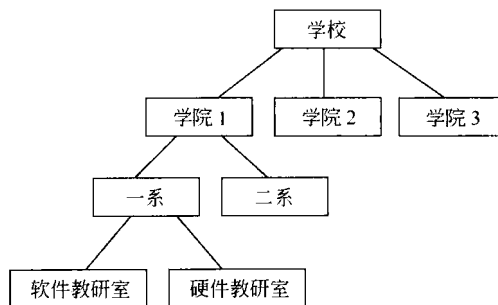 学校
学院 1
学院 2
学院 3
一系
二系
软件教研室
硬件教研室